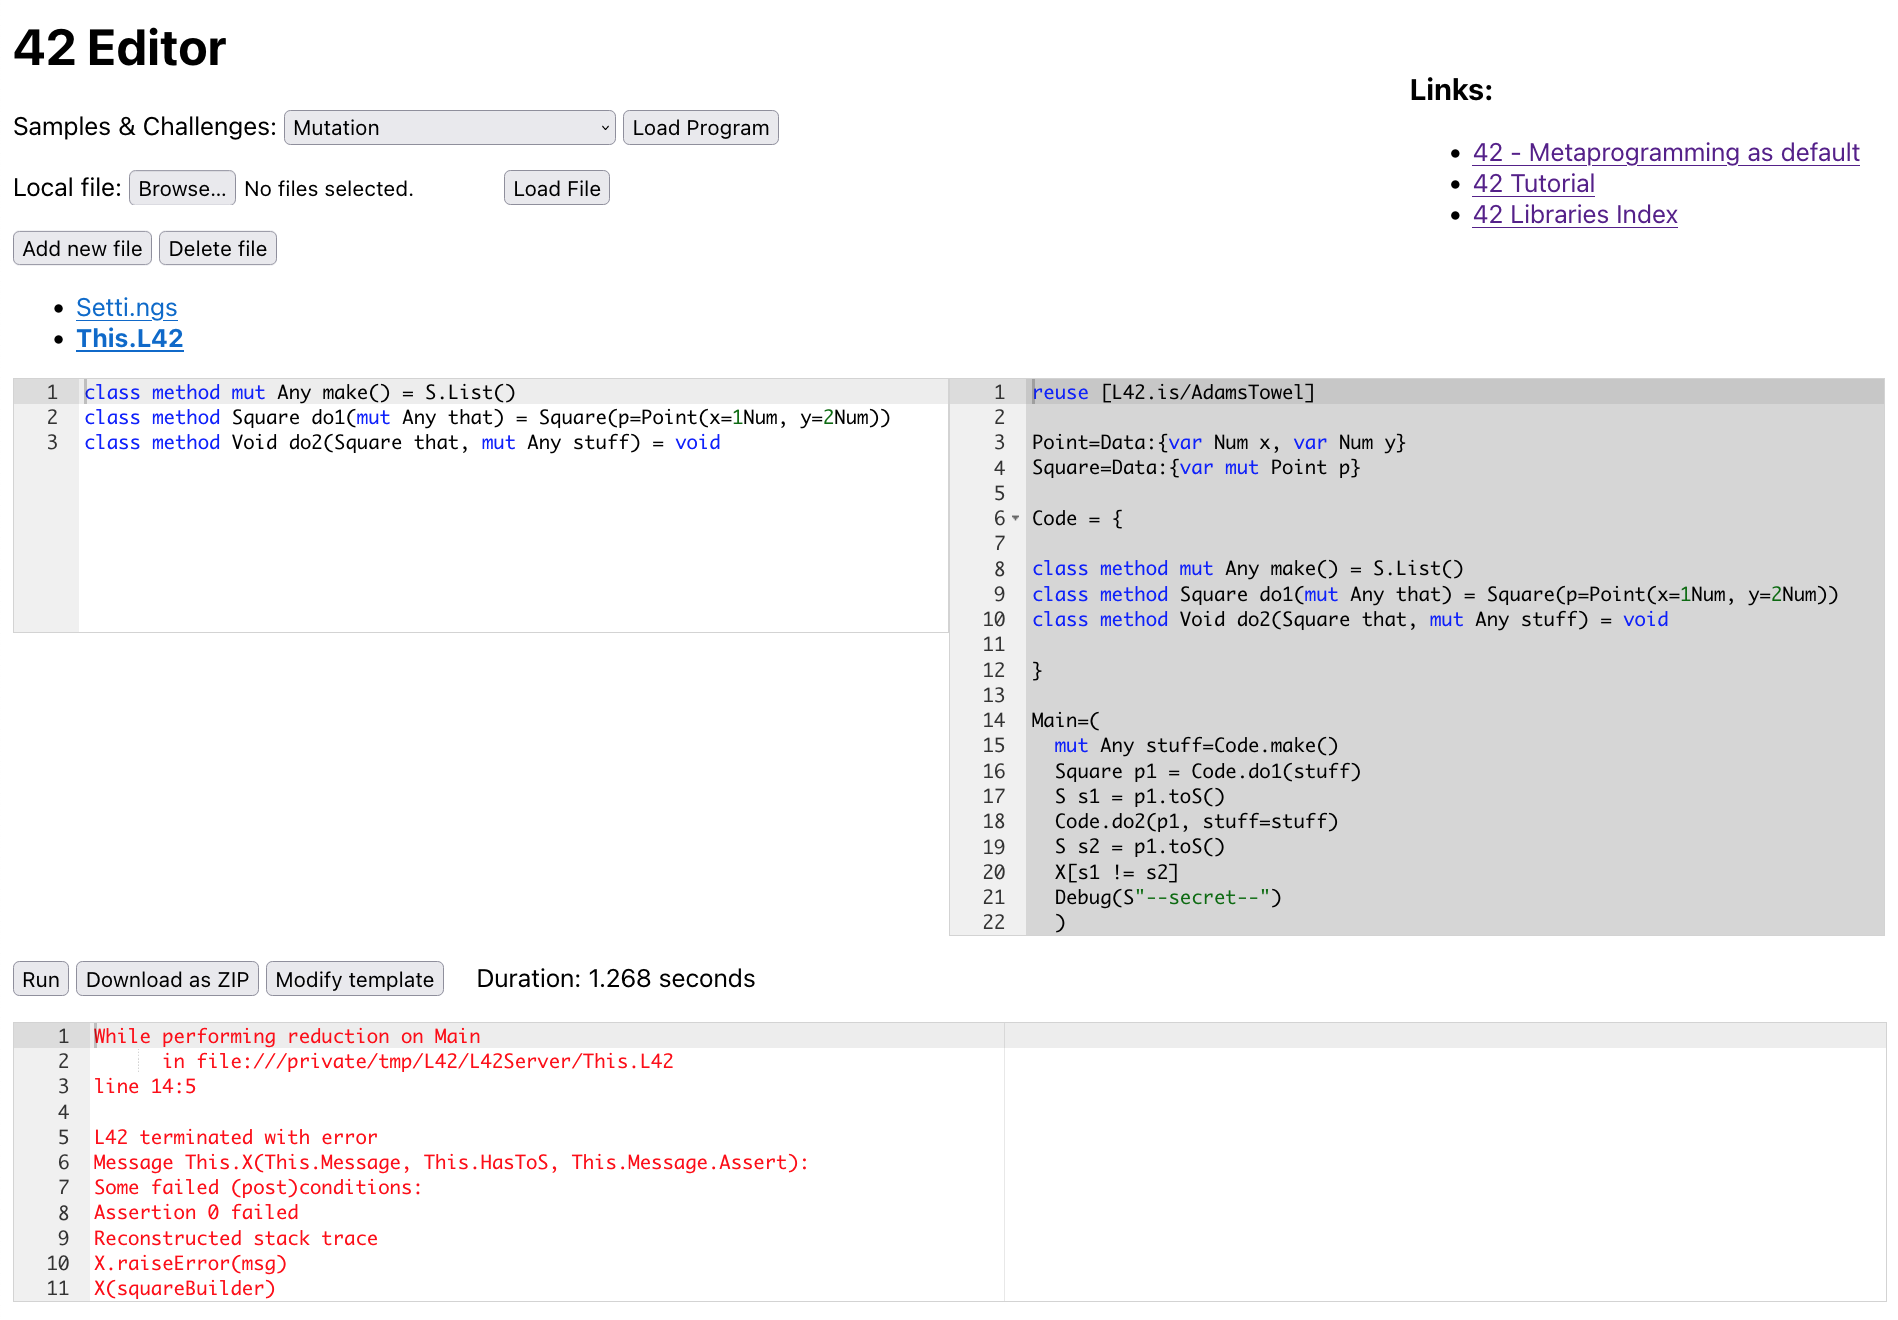 42 Editor
Links:
Samples & Challenges: Mutation Load Program
42 - Metaprogramming as default
Local file: Browse... No files selected. Load File
42 Tutorial
42 Libraries Index
Add new file Delete file
Setti.ngs
This.L42
1 class method mut Any make() = S.List()
2 class method Square do1(mut Any that) = Square(p=Point(x=1Num, y=2Num))
3 class method Void do2(Square that, mut Any stuff) = void
1 reuse [L42.is/AdamsTowel]
2
3 Point=Data:{var Num x, var Num y}
4 Square=Data:{var mut Point p}
5
6 Code = {
7
8 class method mut Any make() = S.List()
9 class method Square do1(mut Any that) = Square(p=Point(x=1Num, y=2Num))
10 class method Void do2(Square that, mut Any stuff) = void
11
12 }
13
14 Main=(
15 mut Any stuff=Code.make()
16 Square p1 = Code.do1(stuff)
17 S s1 = p1.toS()
18 Code.do2(p1, stuff=stuff)
19 S s2 = p1.toS()
20 X[s1 != s2]
21 Debug(S"--secret--")
22 )
Run Download as ZIP Modify template Duration: 1.268 seconds
1 While performing reduction on Main
2 in file:///private/tmp/L42/L42Server/This.L42
3 line 14:5
4
5 L42 terminated with error
6 Message This.X(This.Message, This.HasToS, This.Message.Assert):
7 Some failed (post)conditions:
8 Assertion 0 failed
9 Reconstructed stack trace
10 X.raiseError(msg)
11 X(squareBuilder)